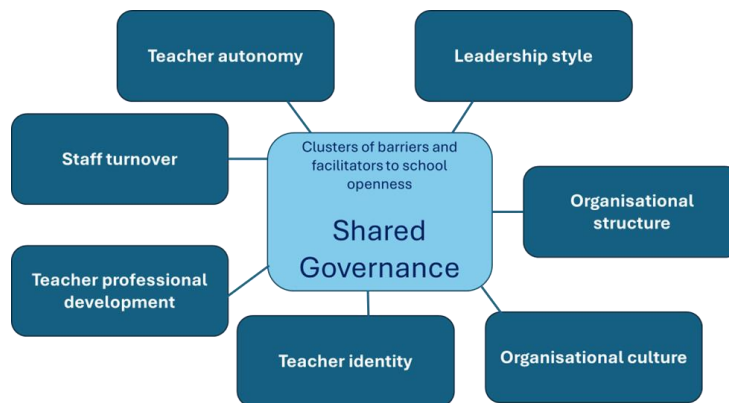 Teacher autonomy
Leadership style
Clusters of barriers and
facilitators to school
openness
Shared
Governance
Staff turnover
Organisational
structure
Teacher professional
development
Teacher identity
Organisational culture